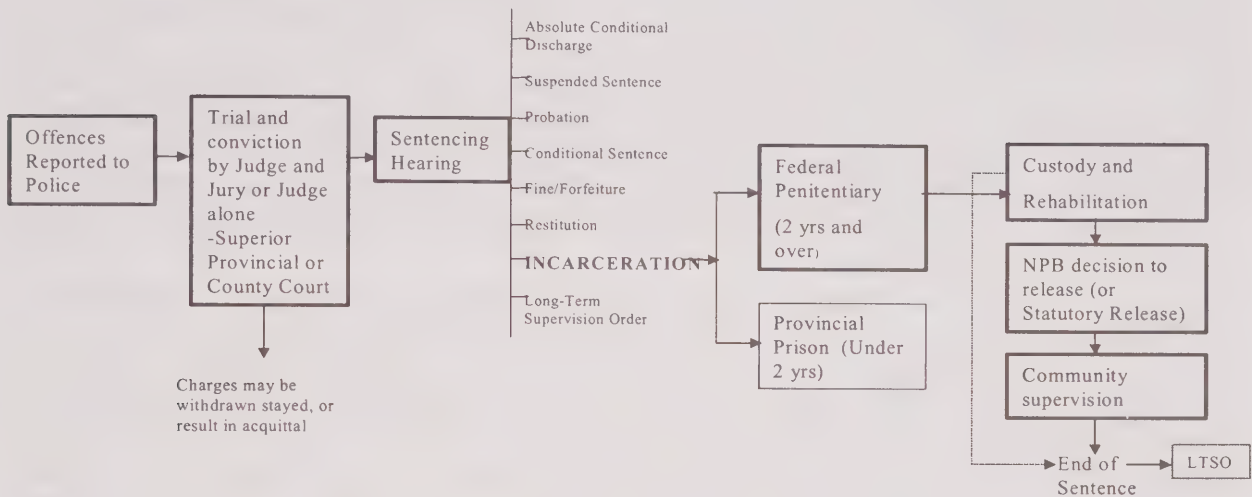 Offences
Reported to
Police
Trial and
conviction
by Judge and
Jury or Judge
alone
-Superior
Provincial or
County Court
Charges may be
withdrawn stayed, or
result in acquittal
Sentencing
Hearing
Absolute Conditional
Discharge
Suspended Sentence
Probation
Conditional Sentence
Fine/Forfeiture
Restitution
INCARCERATION
Long-Term
Supervision Order
Federal
Penitentiary
(2 yrs and
over)
Provincial
Prison (Under
2 yrs)
Custody and
Rehabilitation
NPB decision to
release (or
Statutory Release)
Community
supervision
End of
Sentence
LTSO